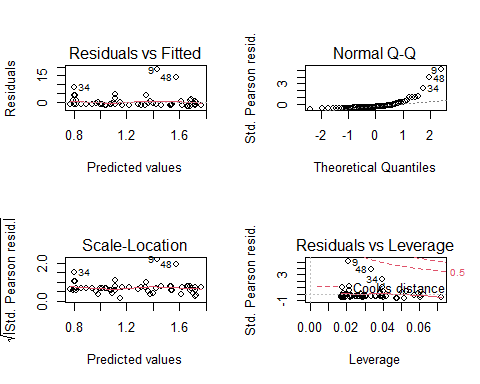 Residuals vs Fitted
Residuals
0 15
9
48
34
0.8 1.2 1.6
Predicted values
Normal Q-Q
Std. Pearson resid.
0 3
9
48
34
-2 -1 0 1 2
Theoretical Quantiles
Scale-Location
√|Std. Pearson resid.|
0.0 2.0
9
48
34
0.8 1.2 1.6
Predicted values
Residuals vs Leverage
Std. Pearson resid.
-1 3
9
48
34
0.5
Cook's distance
0.00 0.02 0.04 0.06
Leverage